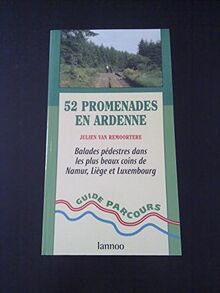 52 PROMENADES
EN ARDENNE
JULIEN VAN REMOORTERE
Balades pédestres dans
les plus beaux coins de
Namur, Liège et Luxembourg
GUIDE PARCOURS
lannoo